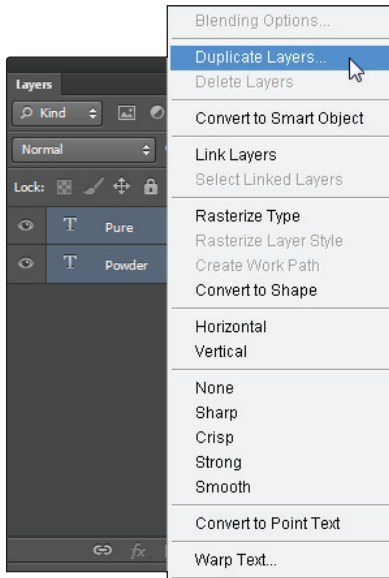 Layers
Kind
Normal
Lock:
T Pure
T Powder
fx
Blending Options...
Duplicate Layers...
Delete Layers
Convert to Smart Object
Link Layers
Select Linked Layers
Rasterize Type
Rasterize Layer Style
Create Work Path
Convert to Shape
Horizontal
Vertical
None
Sharp
Crisp
Strong
Smooth
Convert to Point Text
Warp Text...